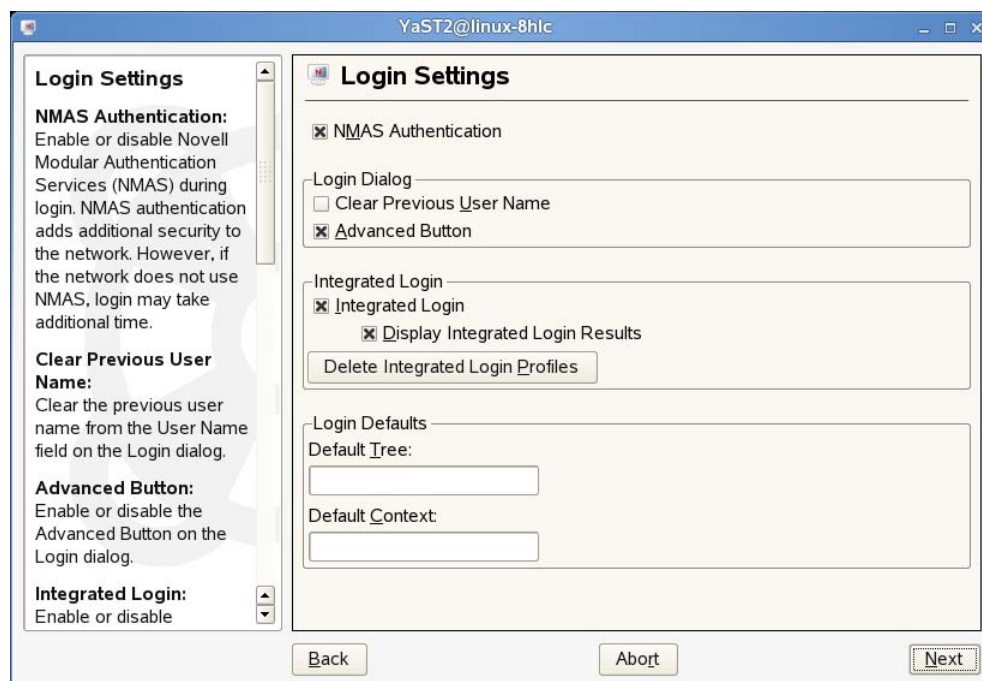 YaST2@linux-8hlc
Login Settings
NMAS Authentication:
Enable or disable Novell
Modular Authentication
Services (NMAS) during
login. NMAS authentication
adds additional security to
the network. However, if
the network does not use
NMAS, login may take
additional time.
Clear Previous User
Name:
Clear the previous user
name from the User Name
field on the Login dialog.
Advanced Button:
Enable or disable the
Advanced Button on the
Login dialog.
Integrated Login:
Enable or disable
Login Settings
NMAS Authentication
Login Dialog
Clear Previous User Name
Advanced Button
Integrated Login
Integrated Login
Display Integrated Login Results
Delete Integrated Login Profiles
Login Defaults
Default Tree:
Default Context:
Back
Abort
Next